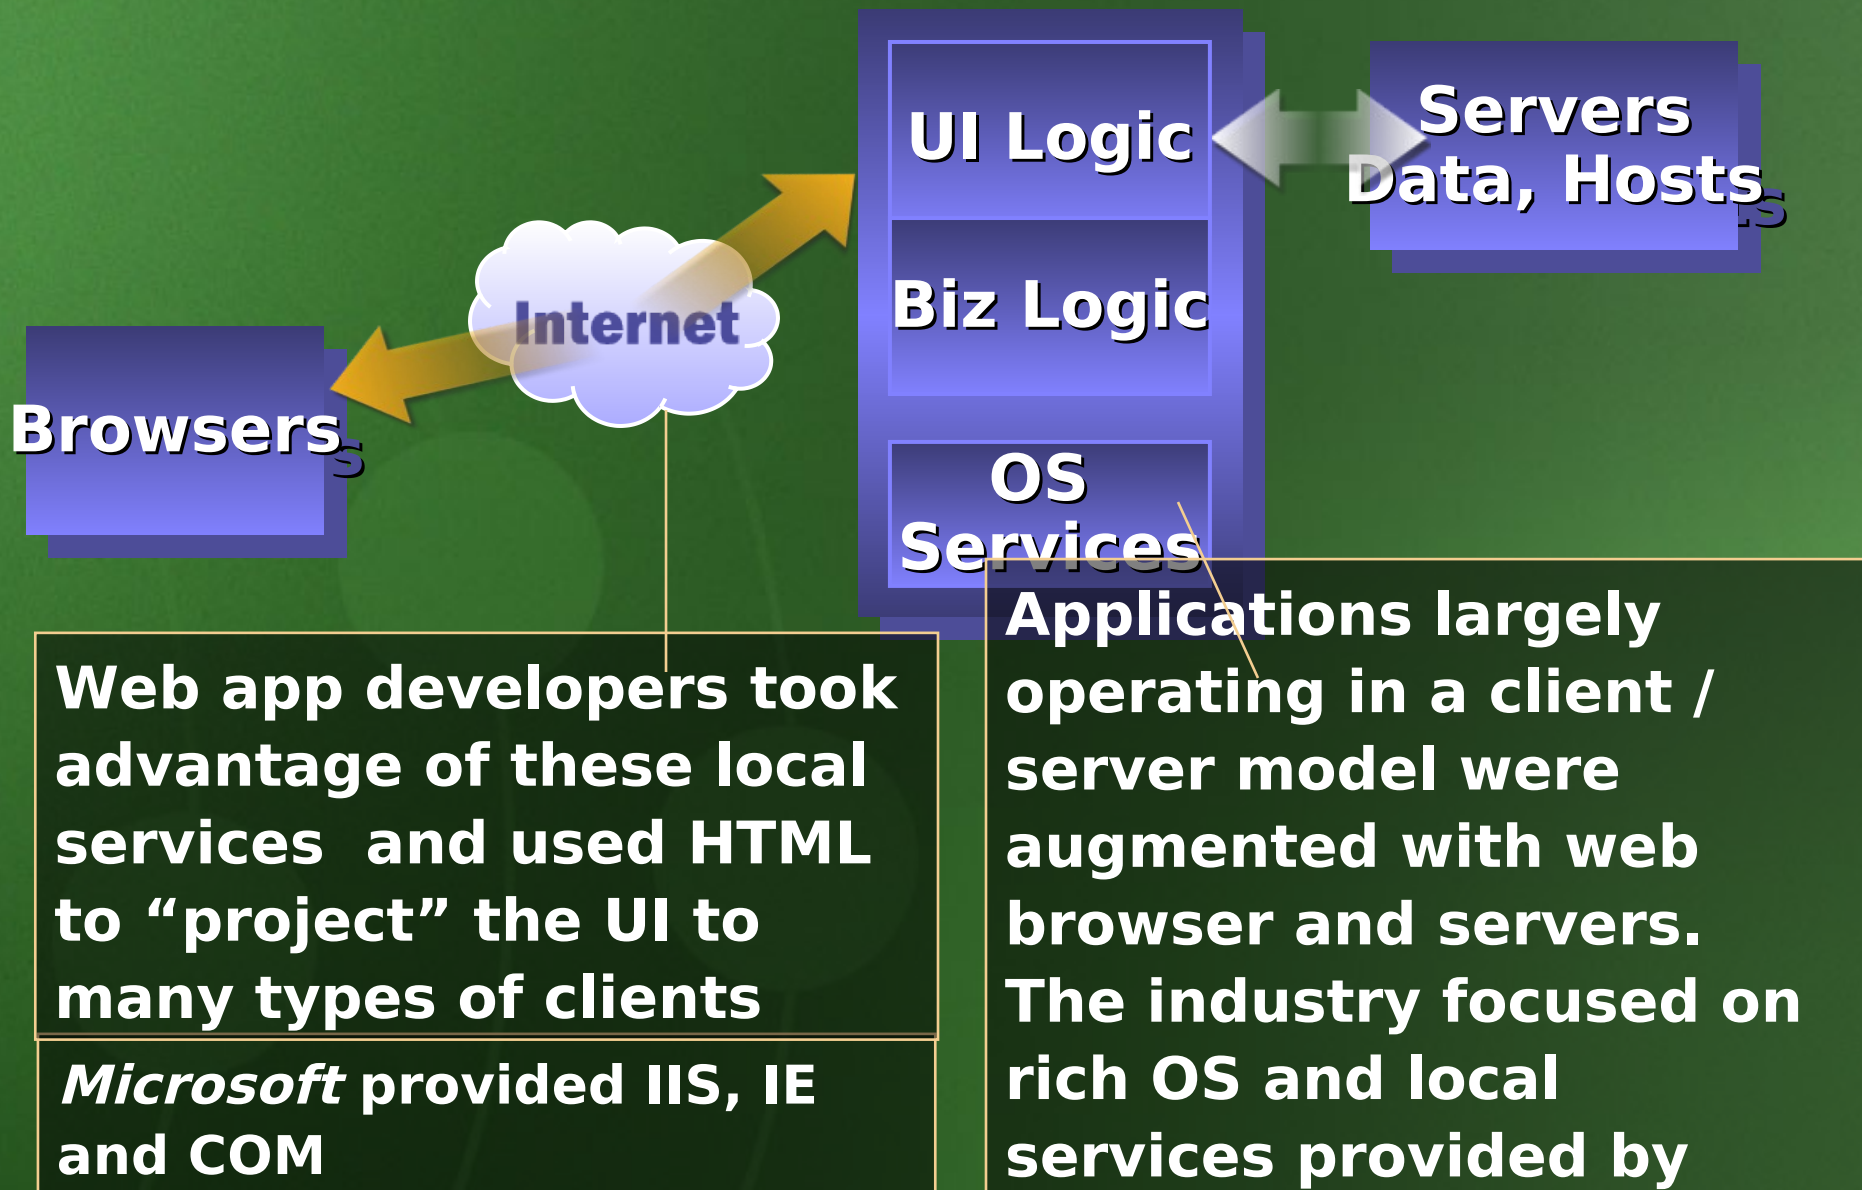 UI Logic
Servers
Data, Hosts
Biz Logic
Internet
Browsers
OS
Services
Web app developers took
advantage of these local
services  and used HTML
to “project” the UI to
many types of clients
Microsoft provided IIS, IE
and COM
Applications largely
operating in a client /
server model were
augmented with web
browser and servers.
The industry focused on
rich OS and local
services provided by